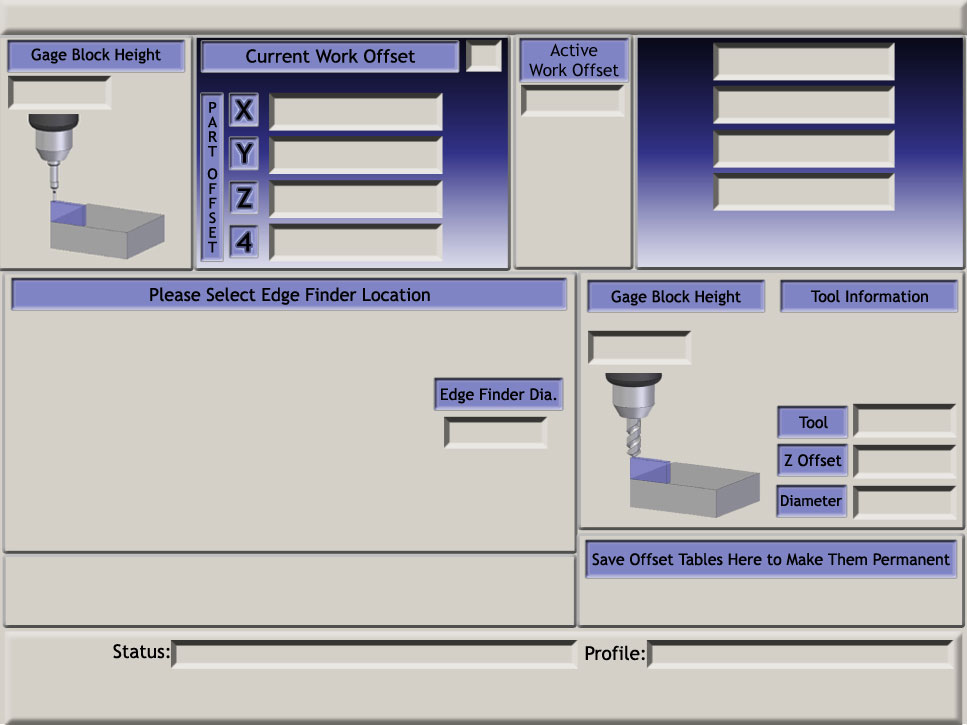 Gage Block Height
Current Work Offset
Active
Work Offset
PART OFFSET
X
Y
Z
4
Please Select Edge Finder Location
Edge Finder Dia.
Gage Block Height
Tool Information
Tool
Z Offset
Diameter
Save Offset Tables Here to Make Them Permanent
Status:
Profile: